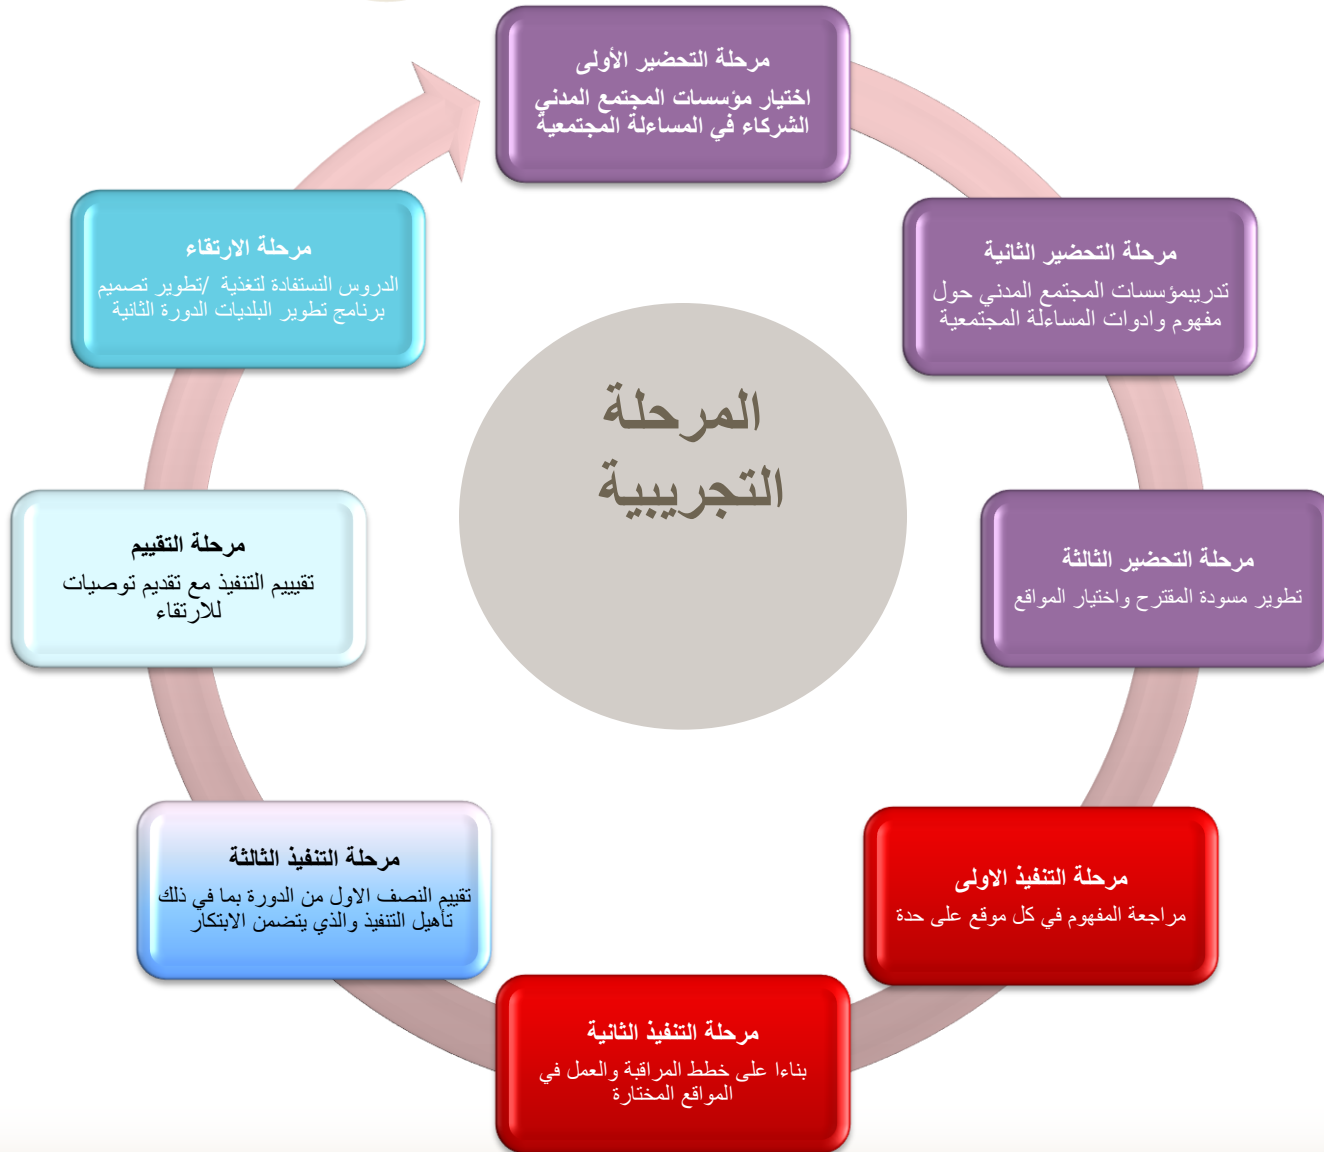 مرحلة التحضير الأولى
اختيار مؤسسات المجتمع المدني
الشركاء في المساءلة المجتمعية
مرحلة التحضير الثانية
تدريبمؤسسات المجتمع المدني حول
مفهوم وادوات المساءلة المجتمعية
مرحلة التحضير الثالثة
تطوير مسودة المقترح واختيار المواقع
مرحلة التنفيذ الاولى
مراجعة المفهوم في كل موقع على حدة
مرحلة التنفيذ الثانية
بناءا على خطط المراقبة والعمل في
المواقع المختارة
مرحلة التنفيذ الثالثة
تقييم النصف الاول من الدورة بما في ذلك
تأهيل التنفيذ والذي يتضمن الابتكار
مرحلة التقييم
تقيييم التنفيذ مع تقديم توصيات
للارتقاء
مرحلة الارتقاء
الدروس النستفادة لتغذية /تطوير تصميم
برنامج تطوير البلديات الدورة الثانية
المرحلة
التجريبية